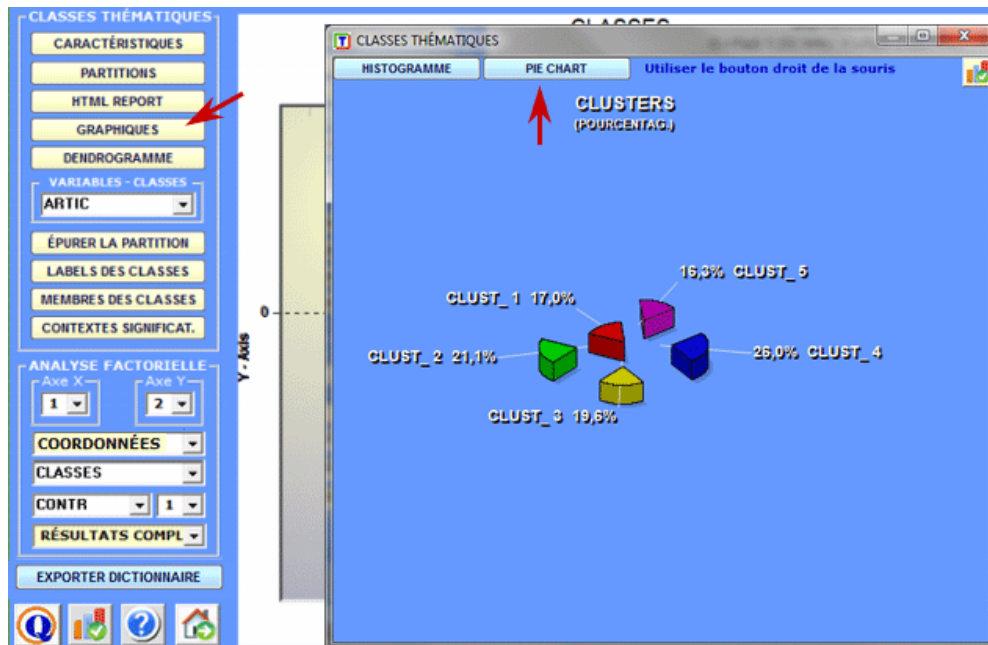 CLASSES THÉMATIQUES
CARACTÉRISTIQUES
PARTITIONS
HTML REPORT
GRAPHIQUES
DENDROGRAMME
VARIABLES - CLASSES
ARTIC
ÉPURER LA PARTITION
LABELS DES CLASSES
MEMBRES DES CLASSES
CONTEXTES SIGNIFICAT.
ANALYSE FACTORIELLE
Axe X
Axe Y
1
2
COORDONNÉES
CLASSES
CONTR
1
RÉSULTATS COMPL
EXPORTER DICTIONNAIRE
Q
?
CLASSES
0
Y - Axis
T CLASSES THÉMATIQUES
HISTOGRAMME
PIE CHART
Utiliser le bouton droit de la souris
CLUSTERS
(POURCENTAG.)
16,3% CLUST_ 5
CLUST_ 1 17,0%
CLUST_ 2 21,1%
26,0% CLUST_ 4
CLUST_ 3 19,6%